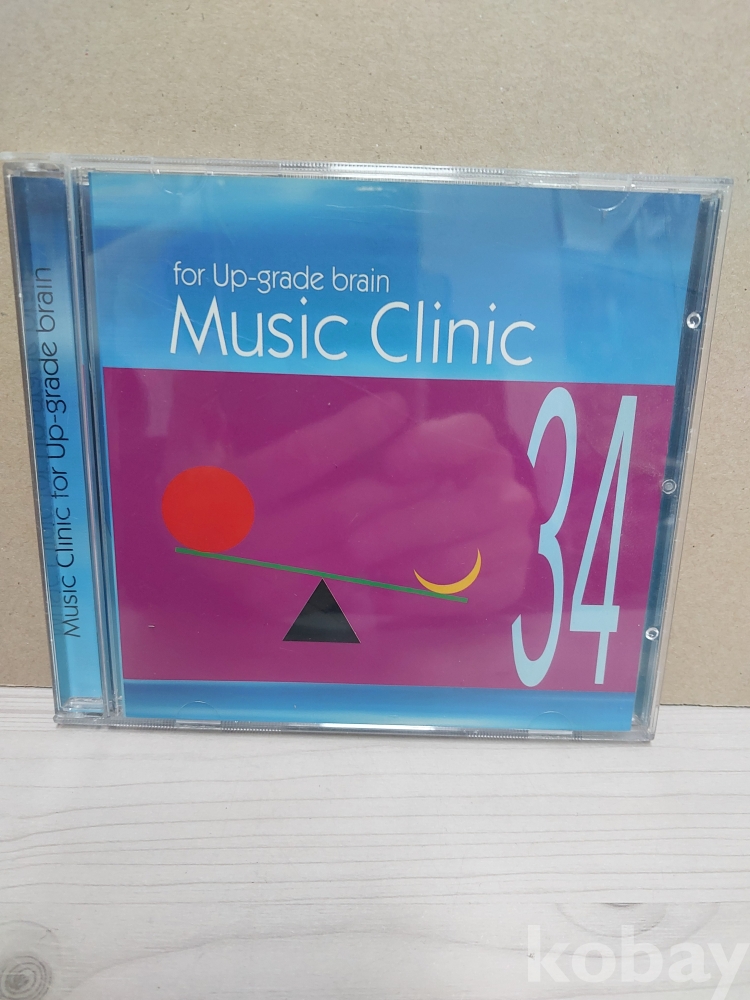 for Up-grade brain
Music Clinic
34
Music Clinic for Up-grade brain
kobay